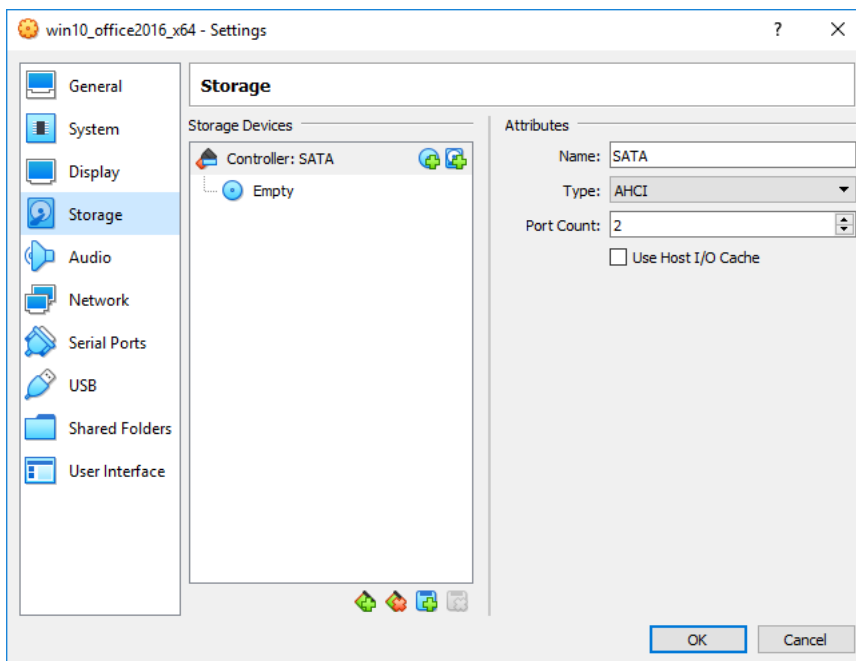 win10_office2016_x64 - Settings
?
General
System
Display
Storage
Audio
Network
Serial Ports
USB
Shared Folders
User Interface
Storage
Storage Devices
Controller: SATA
Empty
Attributes
Name: SATA
Type: AHCI
Port Count: 2
Use Host I/O Cache
OK
Cancel